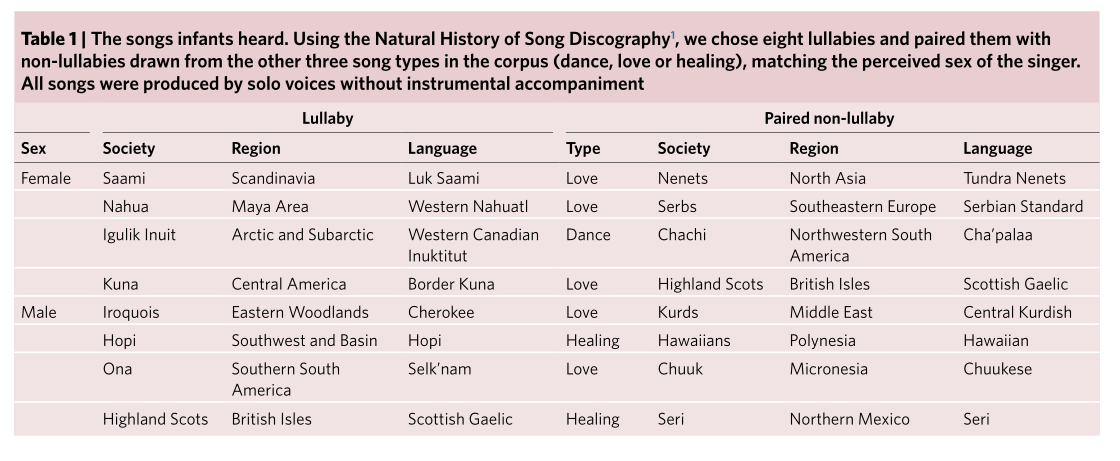 Table 1 | The songs infants heard. Using the Natural History of Song Discography¹, we chose eight lullabies and paired them with
non-lullabies drawn from the other three song types in the corpus (dance, love or healing), matching the perceived sex of the singer.
All songs were produced by solo voices without instrumental accompaniment
Lullaby Paired non-lullaby
Sex Society Region Language Type Society Region Language
Female Saami Scandinavia Luk Saami Love Nenets North Asia Tundra Nenets
Nahua Maya Area Western Nahuatl Love Serbs Southeastern Europe Serbian Standard
Igulik Inuit Arctic and Subarctic Western Canadian Dance Chachi Northwestern South Cha’palaa
Inuktitut America
Kuna Central America Border Kuna Love Highland Scots British Isles Scottish Gaelic
Male Iroquois Eastern Woodlands Cherokee Love Kurds Middle East Central Kurdish
Hopi Southwest and Basin Hopi Healing Hawaiians Polynesia Hawaiian
Ona Southern South Selk’nam Love Chuuk Micronesia Chuukese
America
Highland Scots British Isles Scottish Gaelic Healing Seri Northern Mexico Seri